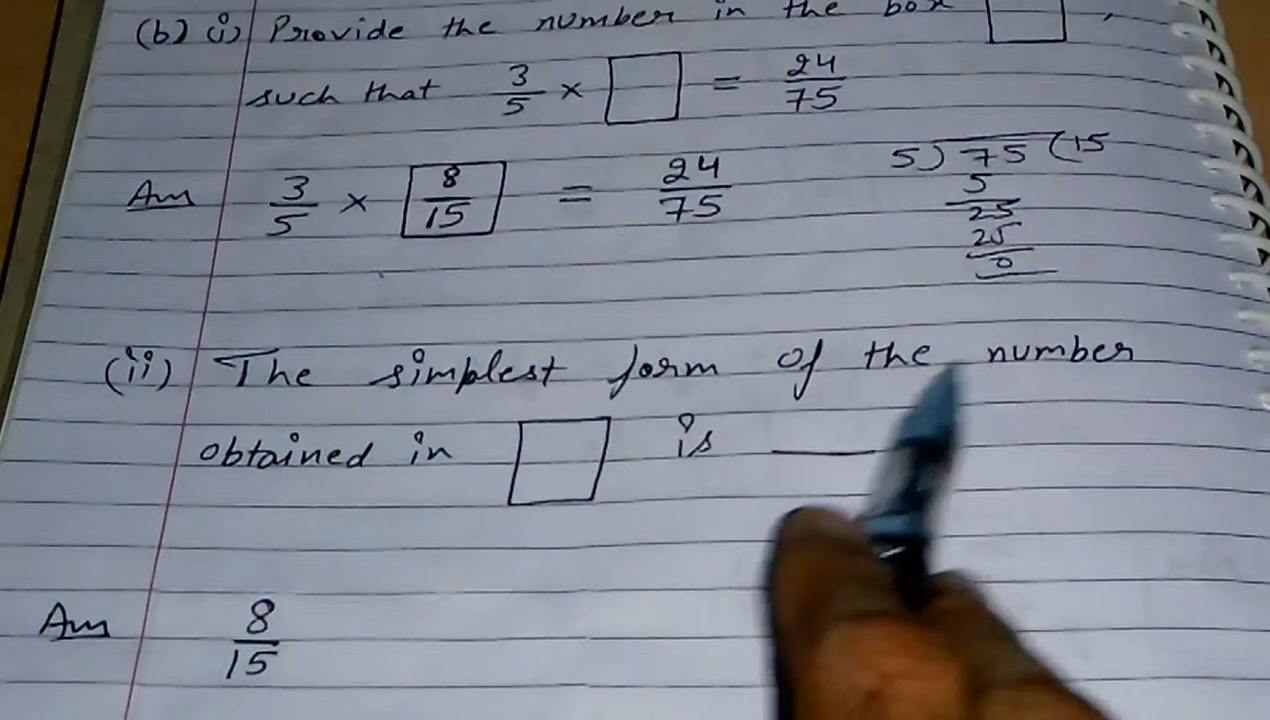 (b) (i) Provide the number in the box ,
such that 3/5 × = 24/75
Ans 3/5 × 8/15 = 24/75
5) 75 (15
5
25
25
0
(ii) The simplest form of the number
obtained in is ____
Ans 8/15